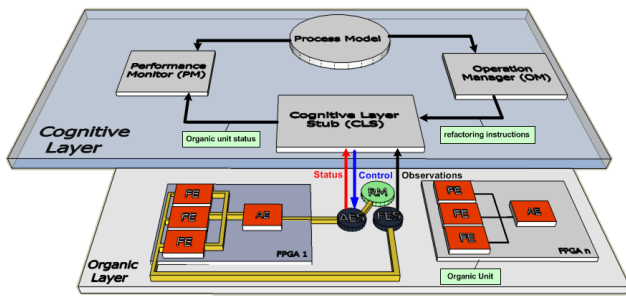 Process Model
Performance
Monitor (PM)
Operation
Manager (OM)
Cognitive Layer
Stub (CLS)
Organic unit status
refactoring instructions
Cognitive
Layer
Status
Control
Observations
RM
FE
FE
FE
AE
AES
FES
FPGA 1
FE
FE
FE
AE
FPGA n
Organic
Layer
Organic Unit